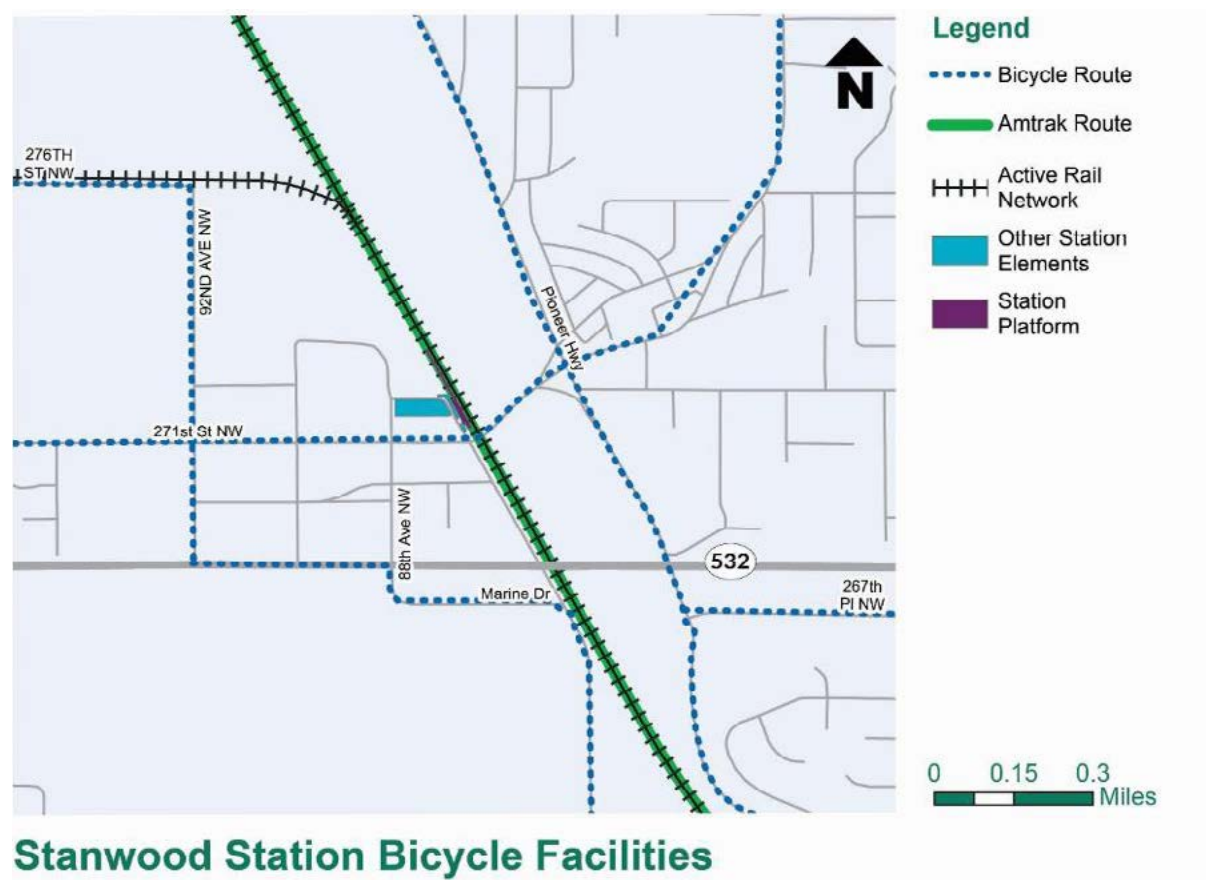 Legend
Bicycle Route
Amtrak Route
Active Rail
Network
Other Station
Elements
Station
Platform
N
276TH
ST NW
92ND AVE NW
Pioneer Hwy
271st St NW
88th Ave NW
532
Marine Dr
267th
Pl NW
0 0.15 0.3
Miles
Stanwood Station Bicycle Facilities